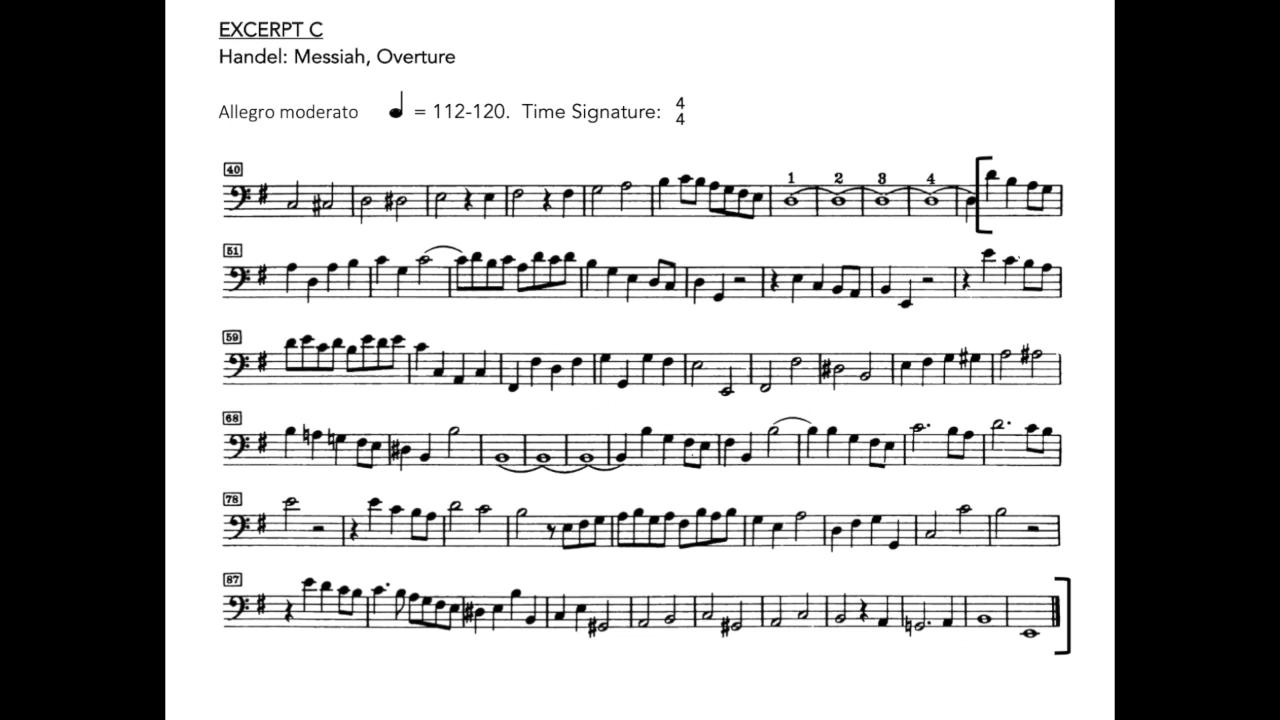 EXCERPT C
Handel: Messiah, Overture
Allegro moderato = 112-120. Time Signature: 4/4
40
1 2 3 4
51
59
68
78
87